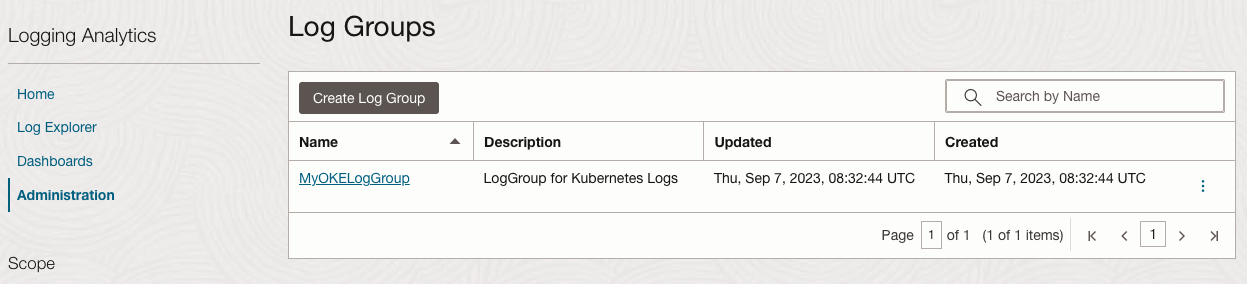 Logging Analytics
Home
Log Explorer
Dashboards
Administration
Scope
Log Groups
Create Log Group
Search by Name
Name Description Updated Created
MyOKELogGroup LogGroup for Kubernetes Logs Thu, Sep 7, 2023, 08:32:44 UTC Thu, Sep 7, 2023, 08:32:44 UTC
Page 1 of 1 (1 of 1 items) 1